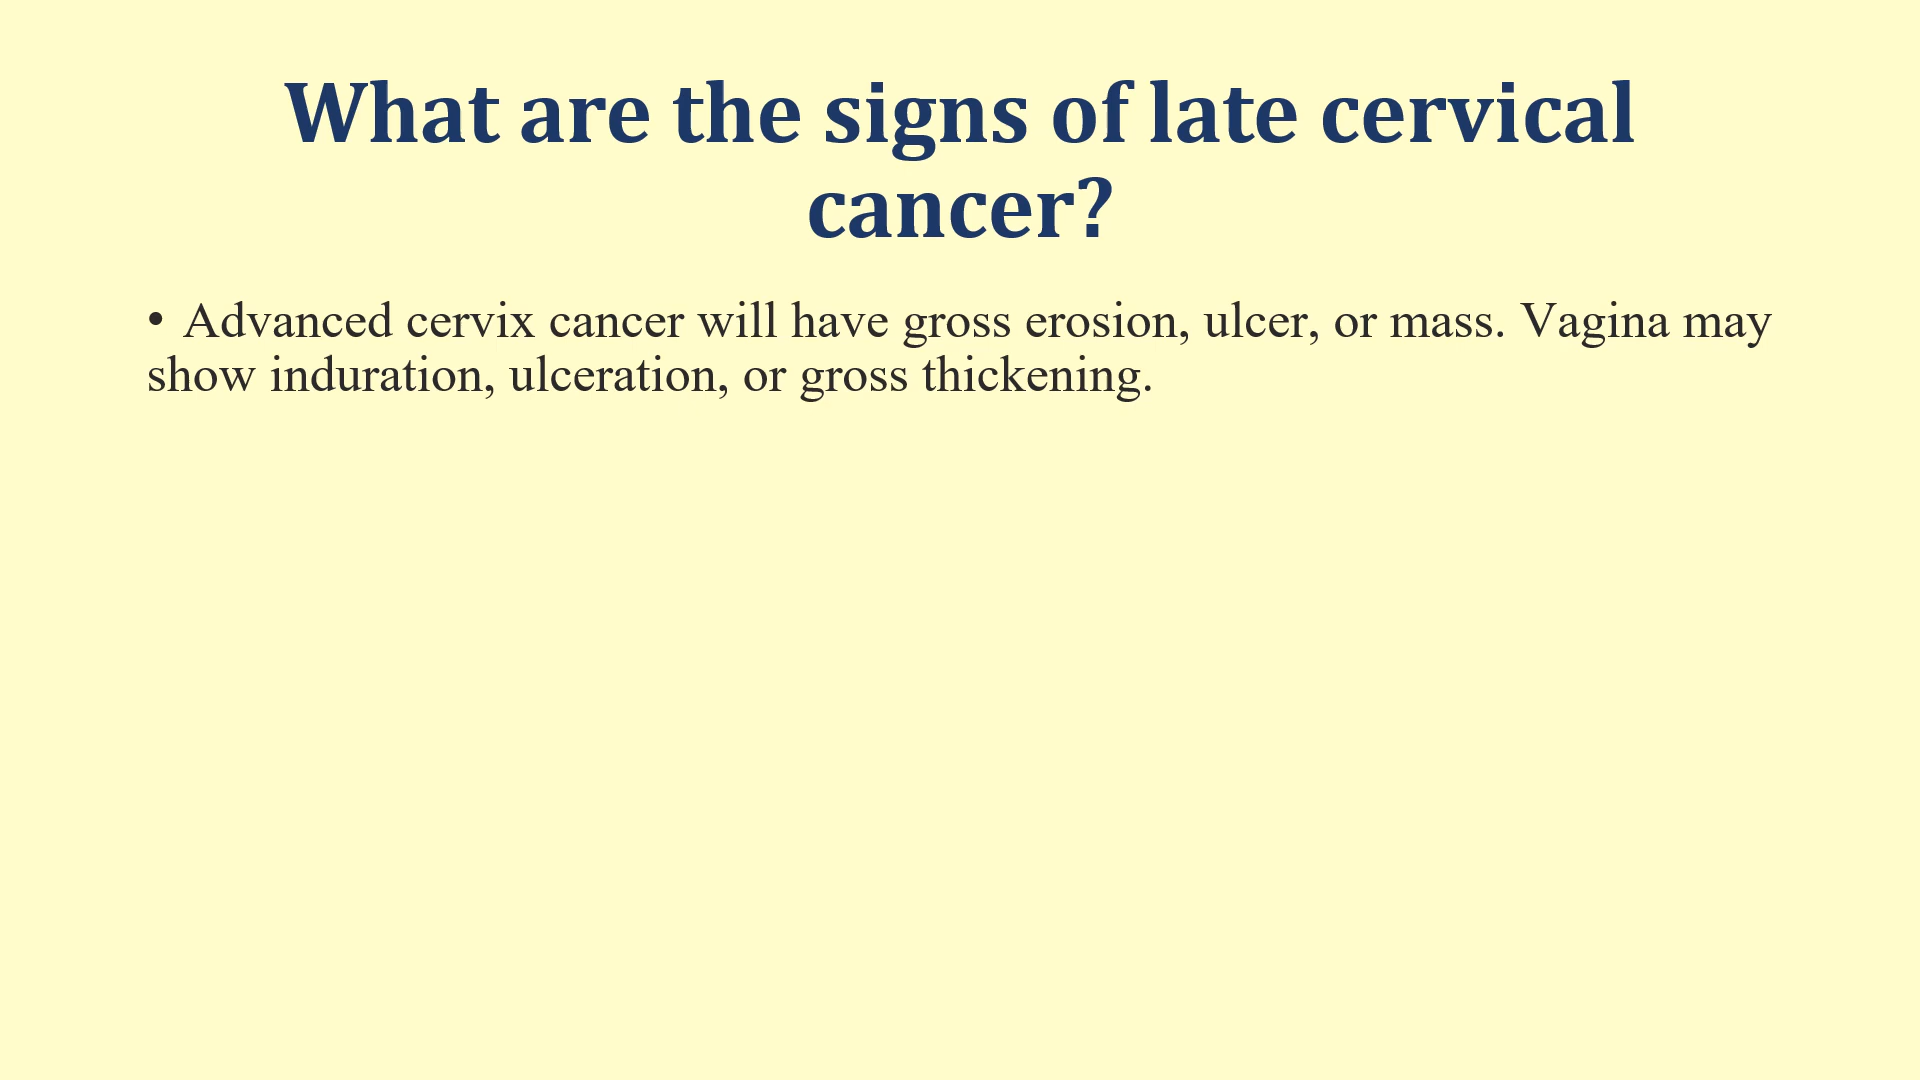 What are the signs of late cervical
cancer?
• Advanced cervix cancer will have gross erosion, ulcer, or mass. Vagina may
show induration, ulceration, or gross thickening.